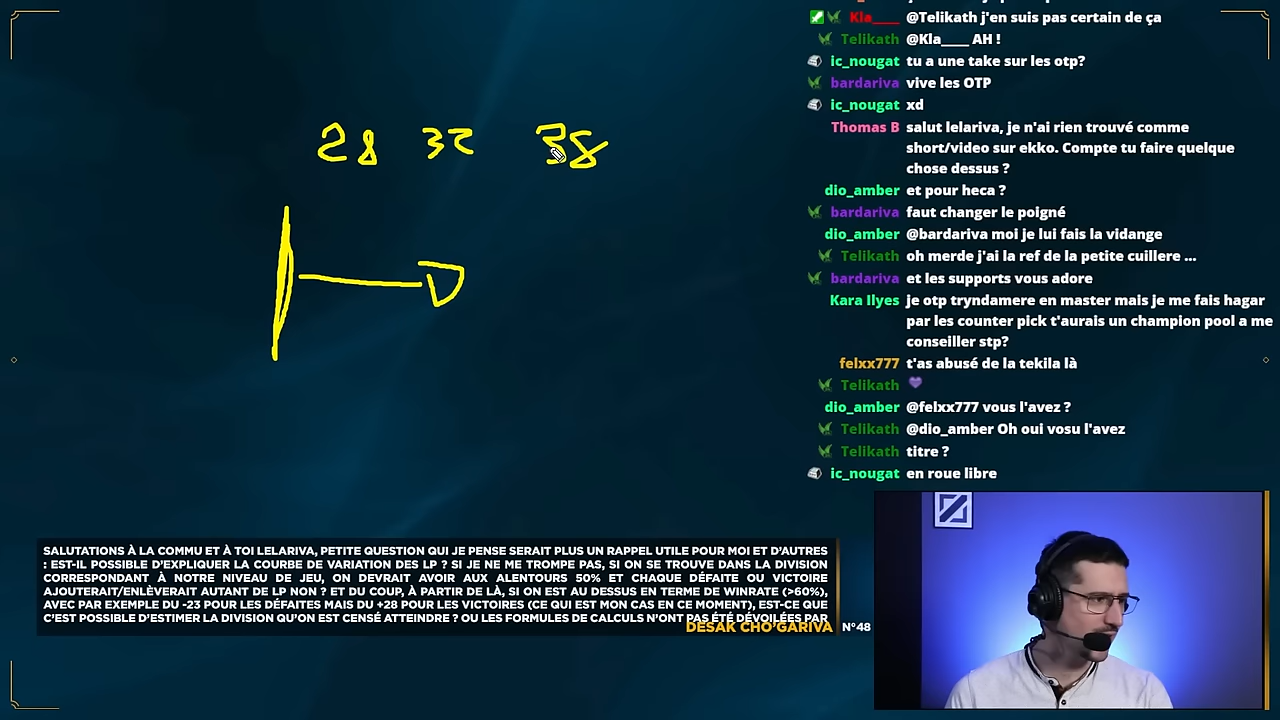 Kla____ @Telikath j'en suis pas certain de ça
Telikath @Kla____ AH !
ic_nougat tu a une take sur les otp?
bardariva vive les OTP
ic_nougat xd
Thomas B salut lelariva, je n'ai rien trouvé comme
short/video sur ekko. Compte tu faire quelque
chose dessus ?
dio_amber et pour heca ?
bardariva faut changer le poigné
dio_amber @bardariva moi je lui fais la vidange
Telikath oh merde j'ai la ref de la petite cuillere ...
bardariva et les supports vous adore
Kara Ilyes je otp tryndamere en master mais je me fais hagar
par les counter pick t'aurais un champion pool a me
conseiller stp?
felxx777 t'as abusé de la tekila là
Telikath
dio_amber @felxx777 vous l'avez ?
Telikath @dio_amber Oh oui vosu l'avez
Telikath titre ?
ic_nougat en roue libre
28 32 38
SALUTATIONS À LA COMMU ET À TOI LELARIVA, PETITE QUESTION QUI JE PENSE SERAIT PLUS UN RAPPEL UTILE POUR MOI ET D'AUTRES
: EST-IL POSSIBLE D'EXPLIQUER LA COURBE DE VARIATION DES LP ? SI JE NE ME TROMPE PAS, SI ON SE TROUVE DANS LA DIVISION
CORRESPONDANT À NOTRE NIVEAU DE JEU, ON DEVRAIT AVOIR AUX ALENTOURS 50% ET CHAQUE DÉFAITE OU VICTOIRE
AJOUTERAIT/ENLÈVERAIT AUTANT DE LP NON ? ET DU COUP, À PARTIR DE LÀ, SI ON EST AU DESSUS EN TERME DE WINRATE (>60%),
AVEC PAR EXEMPLE DU -23 POUR LES DÉFAITES MAIS DU +28 POUR LES VICTOIRES (CE QUI EST MON CAS EN CE MOMENT), EST-CE QUE
C'EST POSSIBLE D'ESTIMER LA DIVISION QU'ON EST CENSÉ ATTEINDRE ? OU LES FORMULES DE CALCULS N'ONT PAS ÉTÉ DÉVOILÉES PAR
DESAK CHO'GARIVA N°48